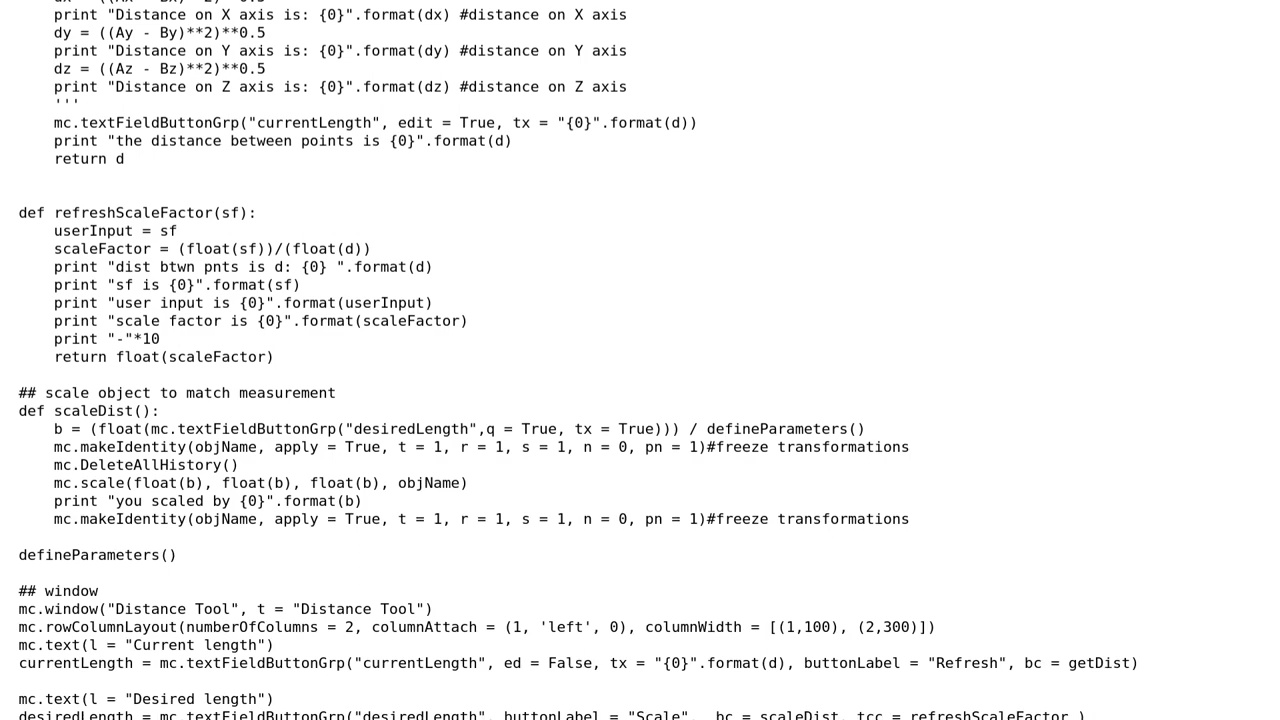 print "Distance on X axis is: {0}".format(dx) #distance on X axis
    dy = ((Ay - By)**2)**0.5
    print "Distance on Y axis is: {0}".format(dy) #distance on Y axis
    dz = ((Az - Bz)**2)**0.5
    print "Distance on Z axis is: {0}".format(dz) #distance on Z axis
    '''
    mc.textFieldButtonGrp("currentLength", edit = True, tx = "{0}".format(d))
    print "the distance between points is {0}".format(d)
    return d
def refreshScaleFactor(sf):
    userInput = sf
    scaleFactor = (float(sf))/(float(d))
    print "dist btwn pnts is d: {0} ".format(d)
    print "sf is {0}".format(sf)
    print "user input is {0}".format(userInput)
    print "scale factor is {0}".format(scaleFactor)
    print "-"*10
    return float(scaleFactor)
## scale object to match measurement
def scaleDist():
    b = (float(mc.textFieldButtonGrp("desiredLength",q = True, tx = True))) / defineParameters()
    mc.makeIdentity(objName, apply = True, t = 1, r = 1, s = 1, n = 0, pn = 1)#freeze transformations
    mc.DeleteAllHistory()
    mc.scale(float(b), float(b), float(b), objName)
    print "you scaled by {0}".format(b)
    mc.makeIdentity(objName, apply = True, t = 1, r = 1, s = 1, n = 0, pn = 1)#freeze transformations
defineParameters()
## window
mc.window("Distance Tool", t = "Distance Tool")
mc.rowColumnLayout(numberOfColumns = 2, columnAttach = (1, 'left', 0), columnWidth = [(1,100), (2,300)])
mc.text(l = "Current length")
currentLength = mc.textFieldButtonGrp("currentLength", ed = False, tx = "{0}".format(d), buttonLabel = "Refresh", bc = getDist)
mc.text(l = "Desired length")
desiredLength = mc.textFieldButtonGrp("desiredLength", buttonLabel = "Scale",  bc = scaleDist, tcc = refreshScaleFactor )